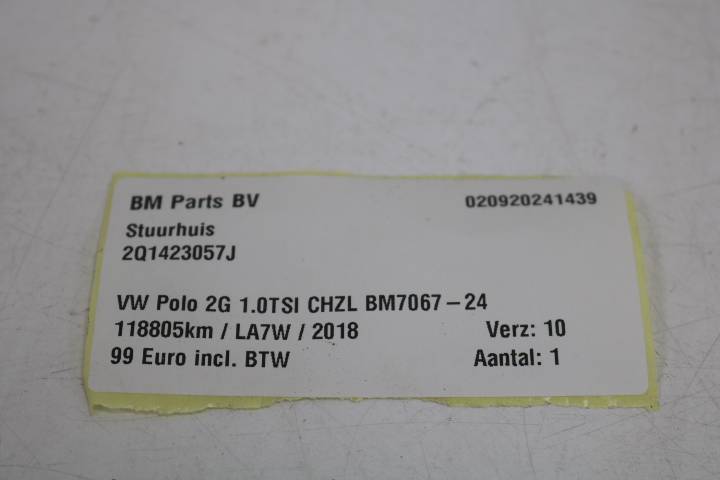 BM Parts BV 020920241439
Stuurhuis
2Q1423057J
VW Polo 2G 1.0TSI CHZL BM7067-24
118805km / LA7W / 2018 Verz: 10
99 Euro incl. BTW Aantal: 1